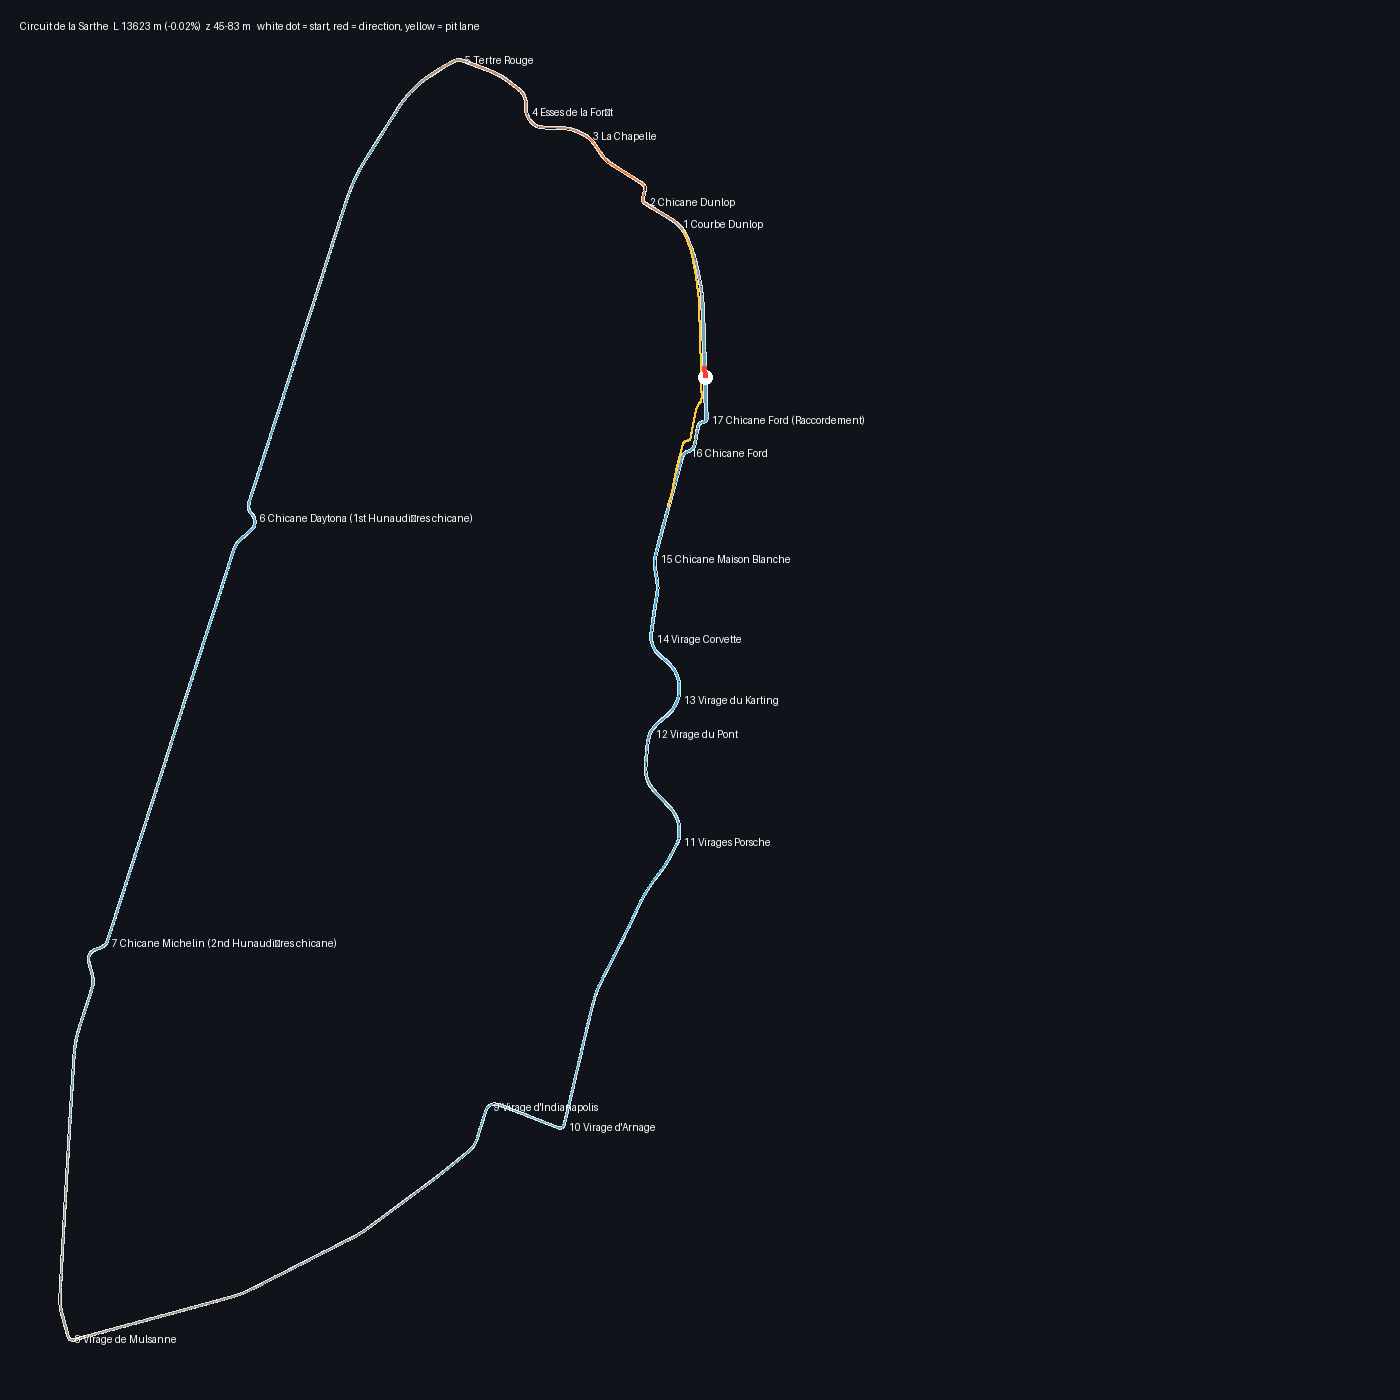 Circuit de la Sarthe L 13623 m (-0.02%) z 45-83 m white dot = start, red = direction, yellow = pit lane
5 Tertre Rouge
4 Esses de la For□t
3 La Chapelle
2 Chicane Dunlop
1 Courbe Dunlop
17 Chicane Ford (Raccordement)
16 Chicane Ford
6 Chicane Daytona (1st Hunaudi□res chicane)
15 Chicane Maison Blanche
14 Virage Corvette
13 Virage du Karting
12 Virage du Pont
11 Virages Porsche
7 Chicane Michelin (2nd Hunaudi□res chicane)
9 Virage d'Indianapolis
10 Virage d'Arnage
8 Virage de Mulsanne